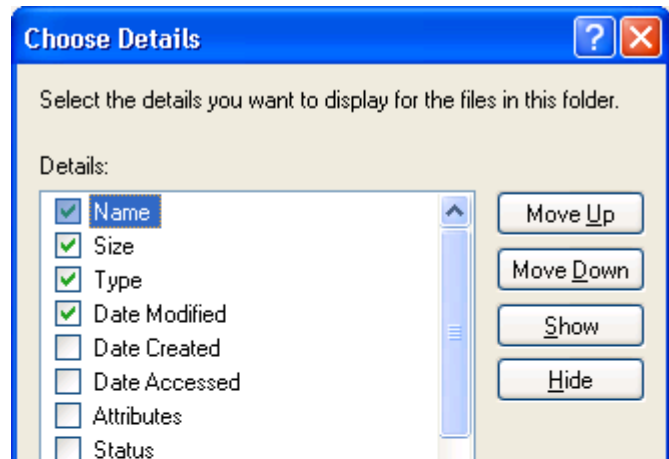 Choose Details
Select the details you want to display for the files in this folder.
Details:
Name
Size
Type
Date Modified
Date Created
Date Accessed
Attributes
Status
Move Up
Move Down
Show
Hide